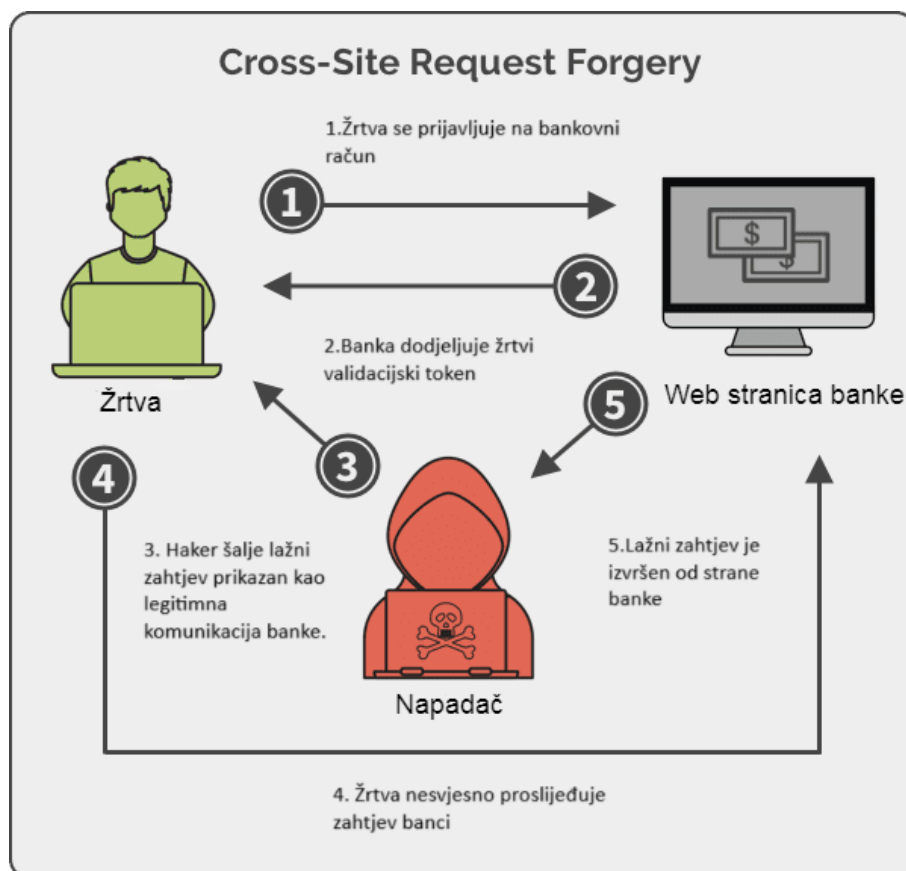 Cross-Site Request Forgery
1.Žrtva se prijavljuje na bankovni
račun
1
2
$
$
2.Banka dodjeljuje žrtvi
validacijski token
Žrtva
Web stranica banke
5
3
4
3. Haker šalje lažni
zahtjev prikazan kao
legitimna
komunikacija banke.
5.Lažni zahtjev je
izvršen od strane
banke
Napadač
4. Žrtva nesvjesno proslijeđuje
zahtjev banci